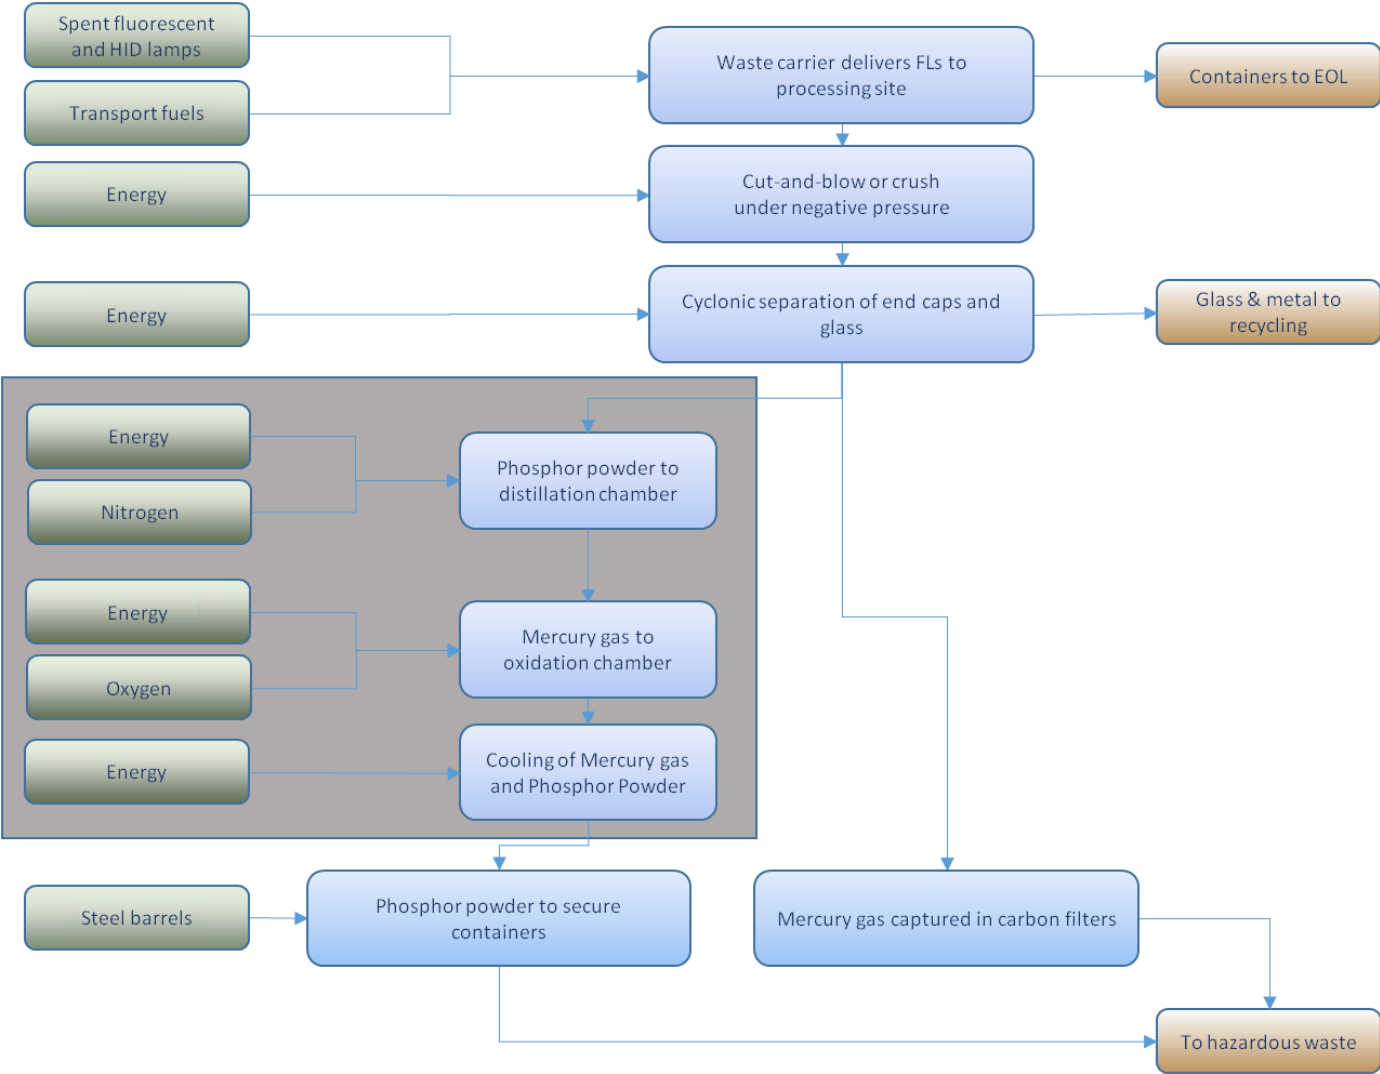 Spent fluorescent
and HID lamps
Transport fuels
Waste carrier delivers FLs to
processing site
Containers to EOL
Energy
Cut-and-blow or crush
under negative pressure
Energy
Cyclonic separation of end caps and
glass
Glass & metal to
recycling
Energy
Nitrogen
Phosphor powder to
distillation chamber
Energy
Oxygen
Mercury gas to
oxidation chamber
Energy
Cooling of Mercury gas
and Phosphor Powder
Steel barrels
Phosphor powder to secure
containers
Mercury gas captured in carbon filters
To hazardous waste